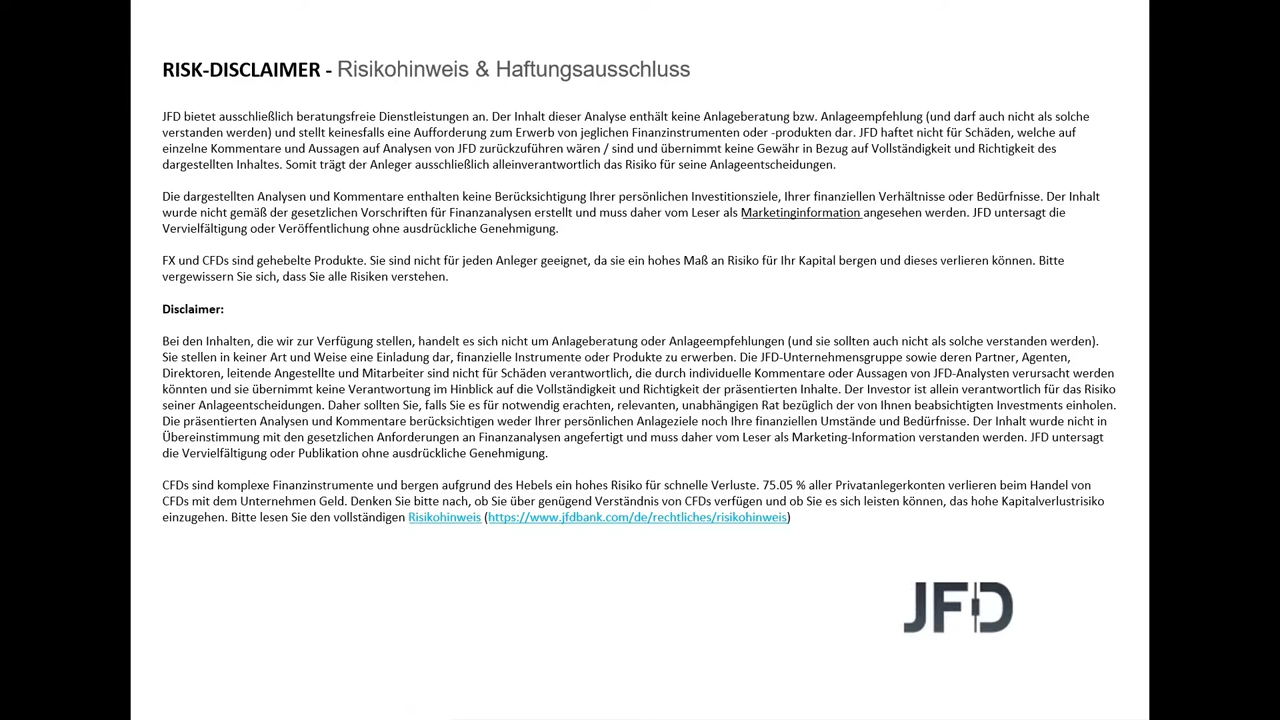 RISK-DISCLAIMER - Risikohinweis & Haftungsausschluss
JFD bietet ausschließlich beratungsfreie Dienstleistungen an. Der Inhalt dieser Analyse enthält keine Anlageberatung bzw. Anlageempfehlung (und darf auch nicht als solche
verstanden werden) und stellt keinesfalls eine Aufforderung zum Erwerb von jeglichen Finanzinstrumenten oder -produkten dar. JFD haftet nicht für Schäden, welche auf
einzelne Kommentare und Aussagen auf Analysen von JFD zurückzuführen wären / sind und übernimmt keine Gewähr in Bezug auf Vollständigkeit und Richtigkeit des
dargestellten Inhaltes. Somit trägt der Anleger ausschließlich alleinverantwortlich das Risiko für seine Anlageentscheidungen.
Die dargestellten Analysen und Kommentare enthalten keine Berücksichtigung Ihrer persönlichen Investitionsziele, Ihrer finanziellen Verhältnisse oder Bedürfnisse. Der Inhalt
wurde nicht gemäß der gesetzlichen Vorschriften für Finanzanalysen erstellt und muss daher vom Leser als Marketinginformation angesehen werden. JFD untersagt die
Vervielfältigung oder Veröffentlichung ohne ausdrückliche Genehmigung.
FX und CFDs sind gehebelte Produkte. Sie sind nicht für jeden Anleger geeignet, da sie ein hohes Maß an Risiko für Ihr Kapital bergen und dieses verlieren können. Bitte
vergewissern Sie sich, dass Sie alle Risiken verstehen.
Disclaimer:
Bei den Inhalten, die wir zur Verfügung stellen, handelt es sich nicht um Anlageberatung oder Anlageempfehlungen (und sie sollten auch nicht als solche verstanden werden).
Sie stellen in keiner Art und Weise eine Einladung dar, finanzielle Instrumente oder Produkte zu erwerben. Die JFD-Unternehmensgruppe sowie deren Partner, Agenten,
Direktoren, leitende Angestellte und Mitarbeiter sind nicht für Schäden verantwortlich, die durch individuelle Kommentare oder Aussagen von JFD-Analysten verursacht werden
könnten und sie übernimmt keine Verantwortung im Hinblick auf die Vollständigkeit und Richtigkeit der präsentierten Inhalte. Der Investor ist allein verantwortlich für das Risiko
seiner Anlageentscheidungen. Daher sollten Sie, falls Sie es für notwendig erachten, relevanten, unabhängigen Rat bezüglich der von Ihnen beabsichtigten Investments einholen.
Die präsentierten Analysen und Kommentare berücksichtigen weder Ihrer persönlichen Anlageziele noch Ihre finanziellen Umstände und Bedürfnisse. Der Inhalt wurde nicht in
Übereinstimmung mit den gesetzlichen Anforderungen an Finanzanalysen angefertigt und muss daher vom Leser als Marketing-Information verstanden werden. JFD untersagt
die Vervielfältigung oder Publikation ohne ausdrückliche Genehmigung.
CFDs sind komplexe Finanzinstrumente und bergen aufgrund des Hebels ein hohes Risiko für schnelle Verluste. 75.05 % aller Privatanlegerkonten verlieren beim Handel von
CFDs mit dem Unternehmen Geld. Denken Sie bitte nach, ob Sie über genügend Verständnis von CFDs verfügen und ob Sie es sich leisten können, das hohe Kapitalverlustrisiko
einzugehen. Bitte lesen Sie den vollständigen Risikohinweis (https://www.jfdbank.com/de/rechtliches/risikohinweis)
JFD